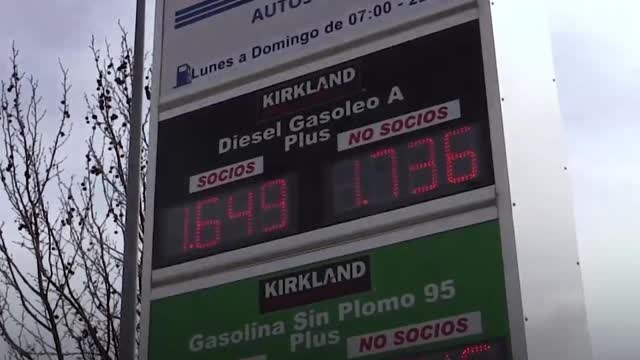 AUTOS
Lunes a Domingo de 07:00 - 22
KIRKLAND
Diesel Gasoleo A
Plus
SOCIOS
NO SOCIOS
1.649
1.736
KIRKLAND
Gasolina Sin Plomo 95
Plus
NO SOCIOS